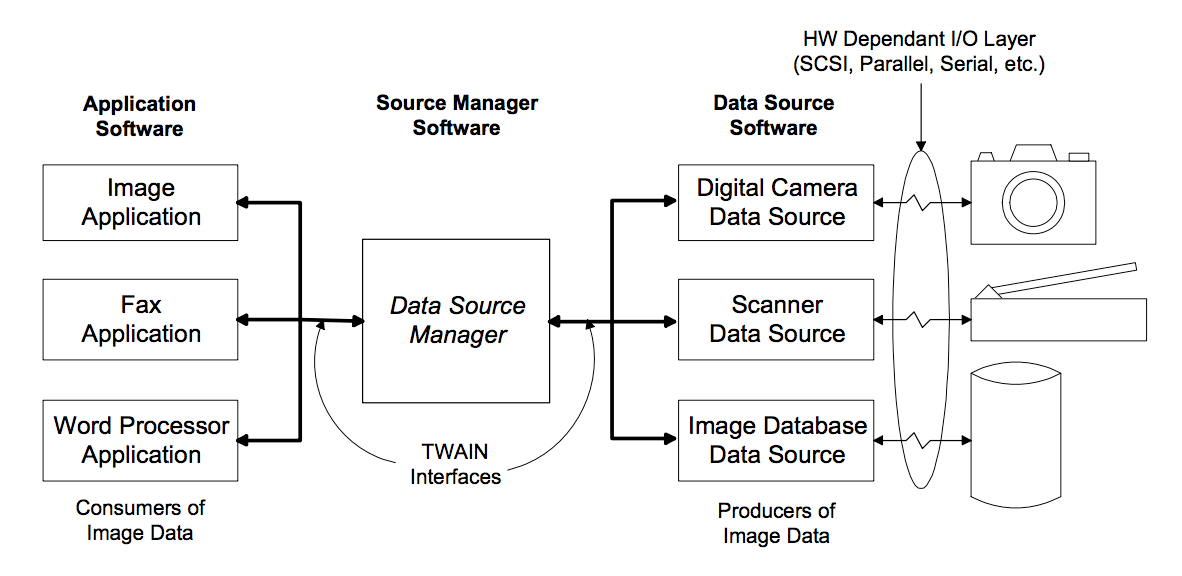 HW Dependant I/O Layer
(SCSI, Parallel, Serial, etc.)
Application
Software
Source Manager
Software
Data Source
Software
Image
Application
Digital Camera
Data Source
Fax
Application
Data Source
Manager
Scanner
Data Source
Word Processor
Application
TWAIN
Interfaces
Image Database
Data Source
Consumers of
Image Data
Producers of
Image Data